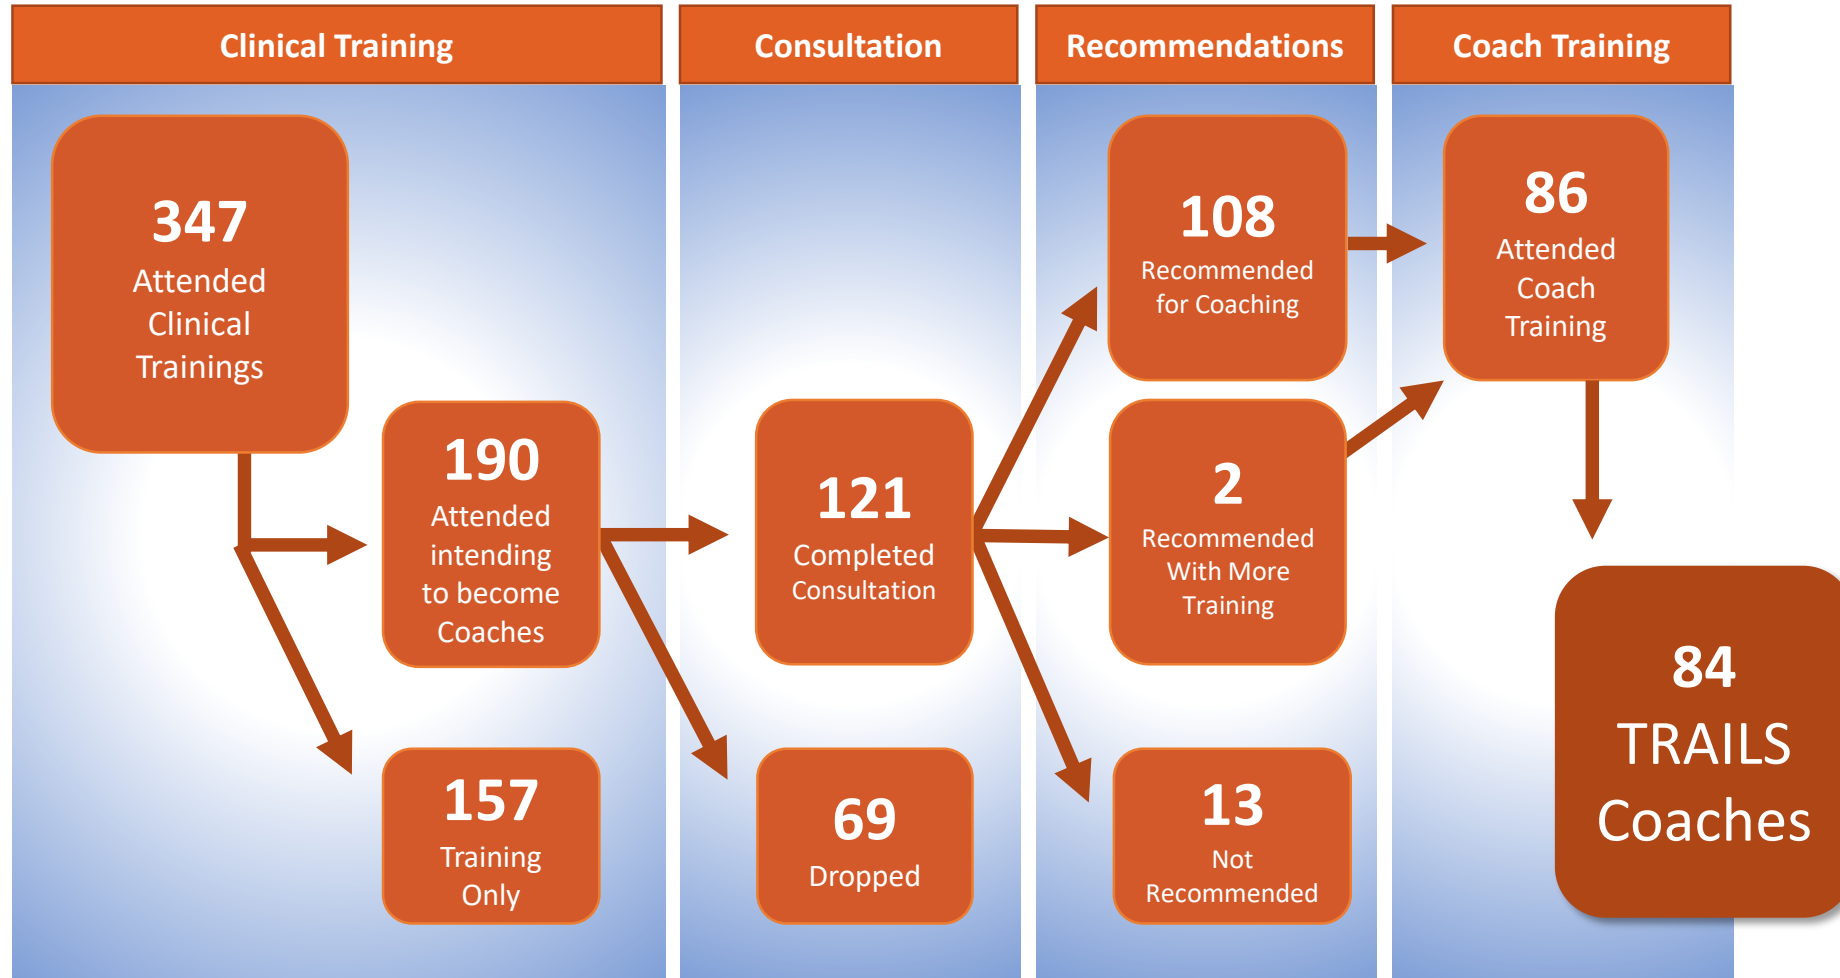 Clinical Training
Consultation
Recommendations
Coach Training
347
Attended
Clinical
Trainings
190
Attended
intending
to become
Coaches
157
Training
Only
121
Completed
Consultation
69
Dropped
108
Recommended
for Coaching
2
Recommended
With More
Training
13
Not
Recommended
86
Attended
Coach
Training
84
TRAILS
Coaches